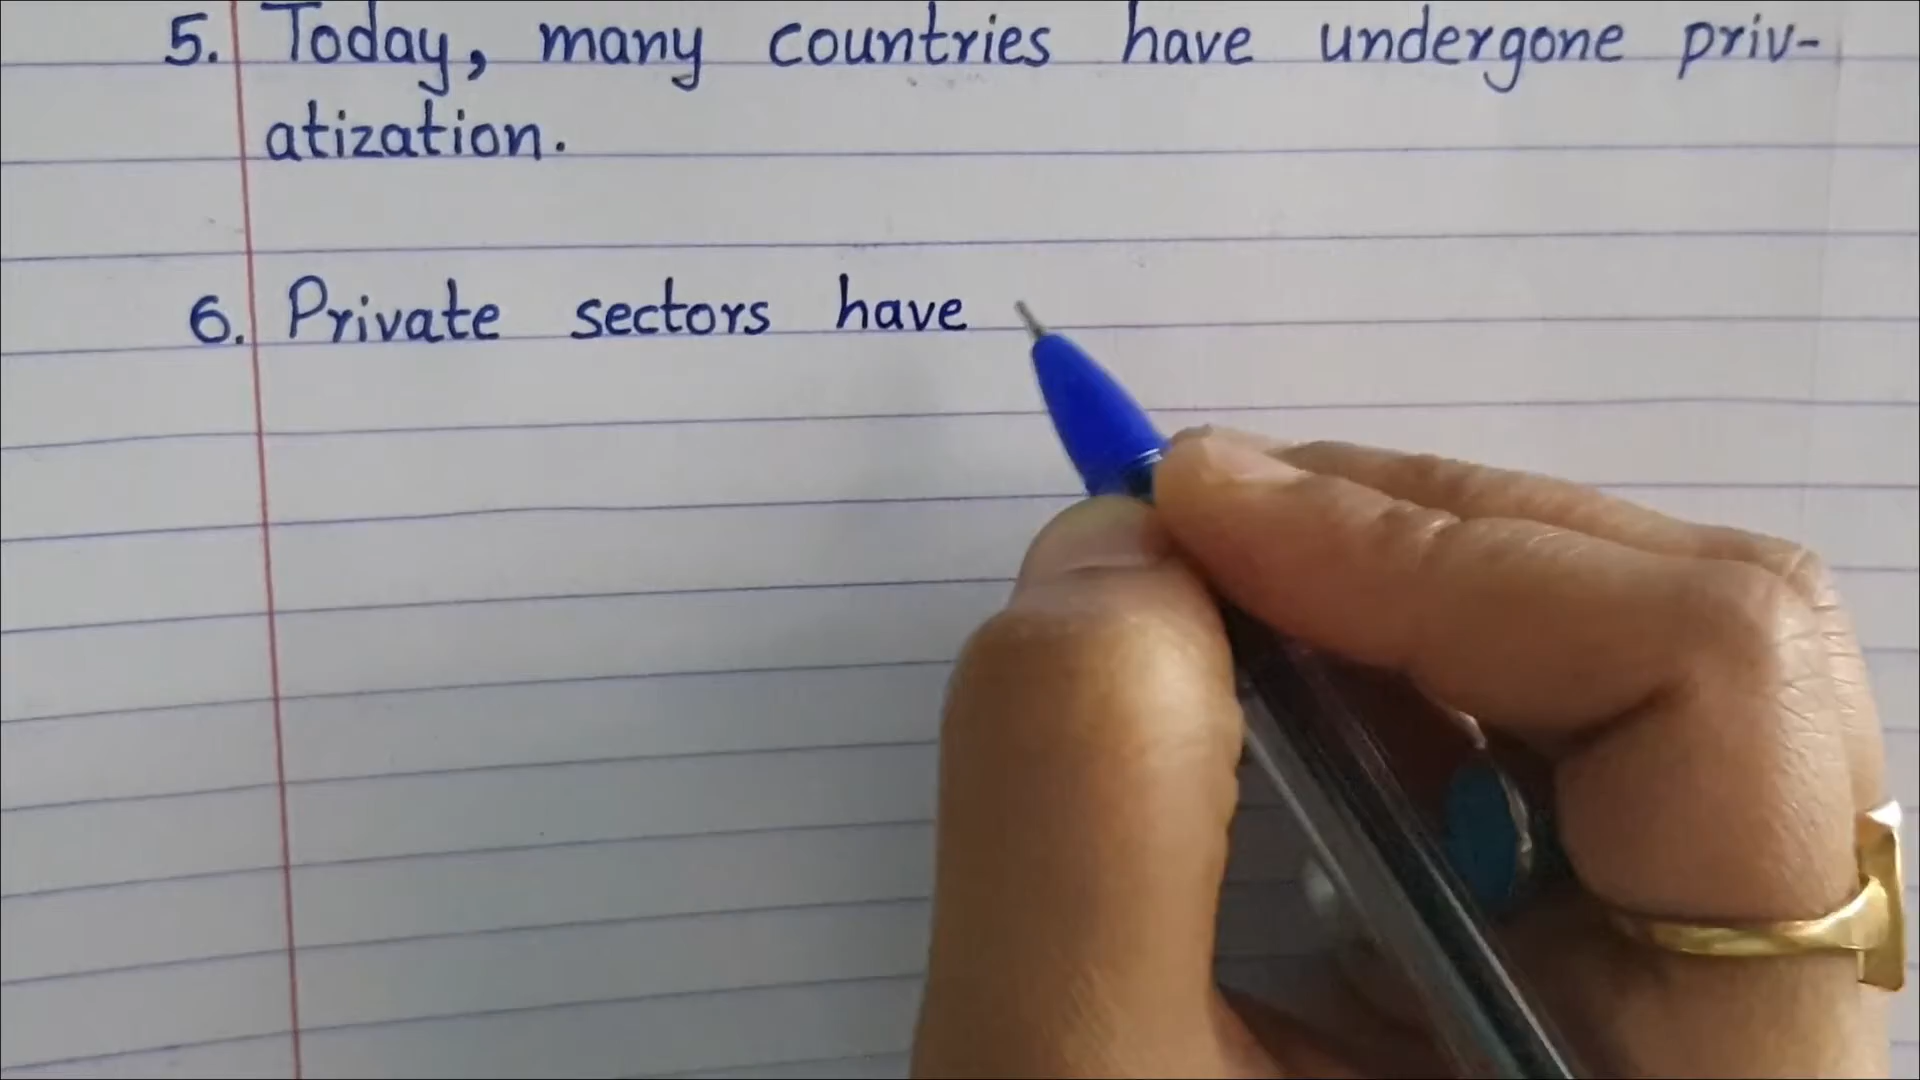 5. Today, many countries have undergone priv-
atization.
6. Private sectors have